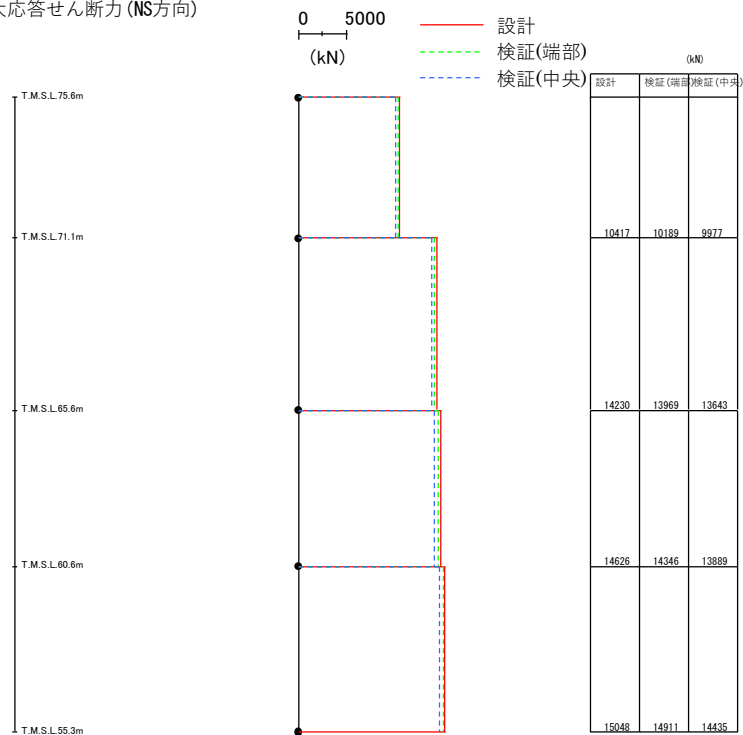 大応答せん断力(NS方向)
0 5000
(kN)
設計
検証(端部)
検証(中央)
(kN)
設計 検証(端部) 検証(中央)
T.M.S.L.75.6m
T.M.S.L.71.1m
10417 10189 9977
T.M.S.L.65.6m
14230 13969 13643
T.M.S.L.60.6m
14626 14346 13889
T.M.S.L.55.3m
15048 14911 14435